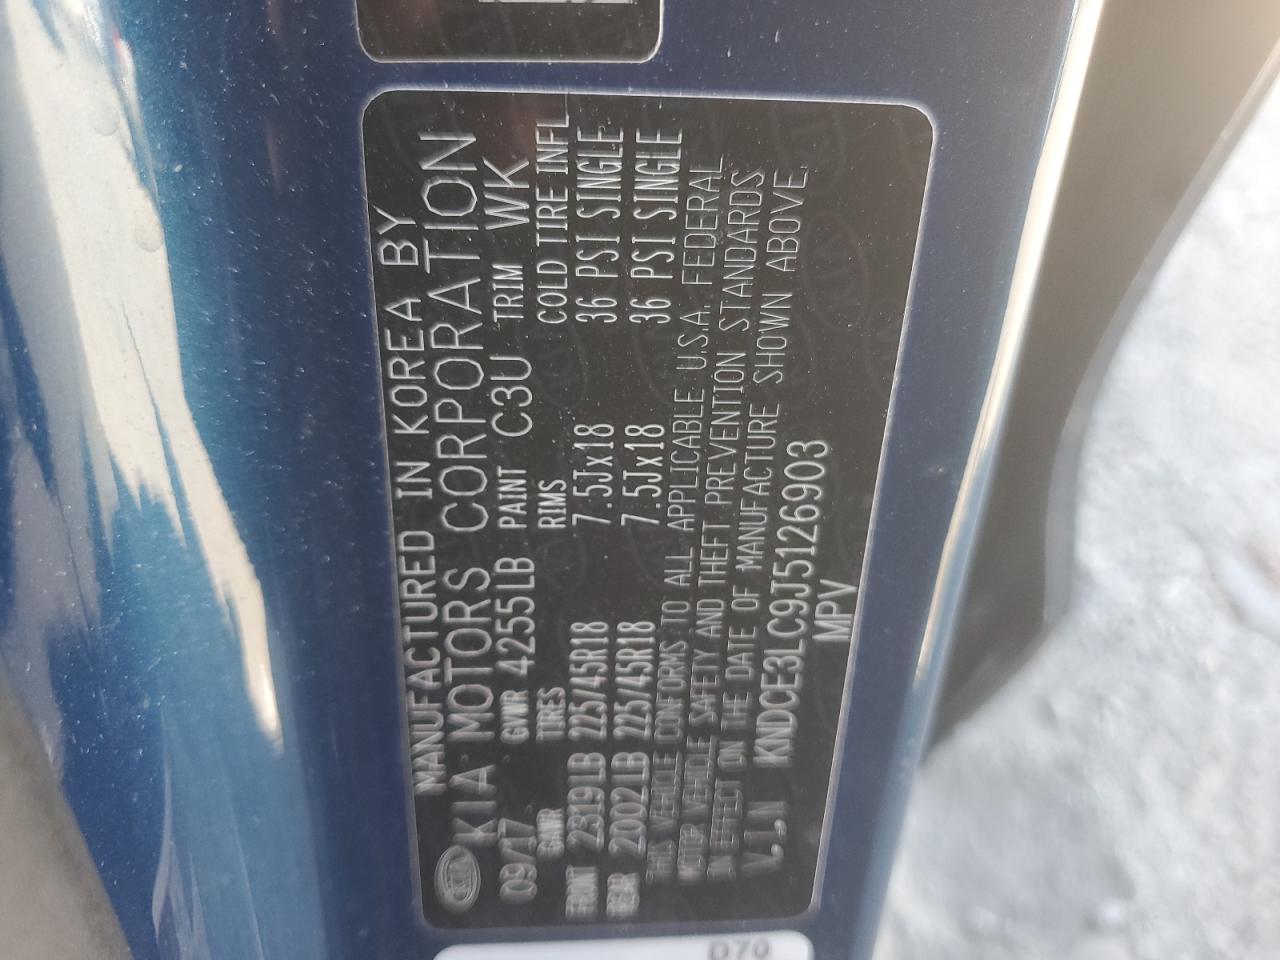 MANUFACTURED IN KOREA BY
KIA KIA MOTORS CORPORATION
09/17 GVWR 4255LB PAINT C3U TRIM WK
GAWR TIRES RIMS COLD TIRE INFL
FRONT 2319LB 225/45R18 7.5Jx18 36 PSI SINGLE
REAR 2002LB 225/45R18 7.5Jx18 36 PSI SINGLE
THIS VEHICLE CONFORMS TO ALL APPLICABLE U.S.A. FEDERAL
MOTOR VEHICLE SAFETY AND THEFT PREVENTION STANDARDS
IN EFFECT ON THE DATE OF MANUFACTURE SHOWN ABOVE.
V.I.N KNDCE3LC9J5126903
MPV
D70